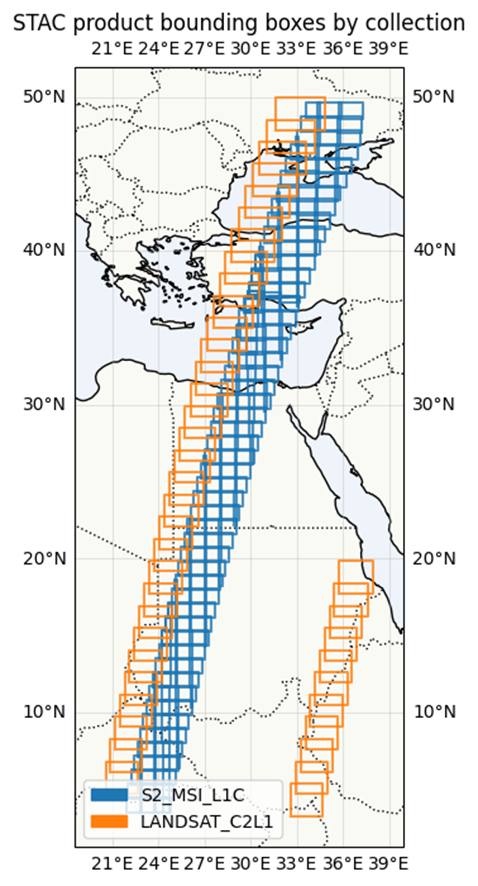 STAC product bounding boxes by collection
21°E 24°E 27°E 30°E 33°E 36°E 39°E
50°N 50°N
40°N 40°N
30°N 30°N
20°N 20°N
10°N 10°N
S2_MSI_L1C
LANDSAT_C2L1
21°E 24°E 27°E 30°E 33°E 36°E 39°E